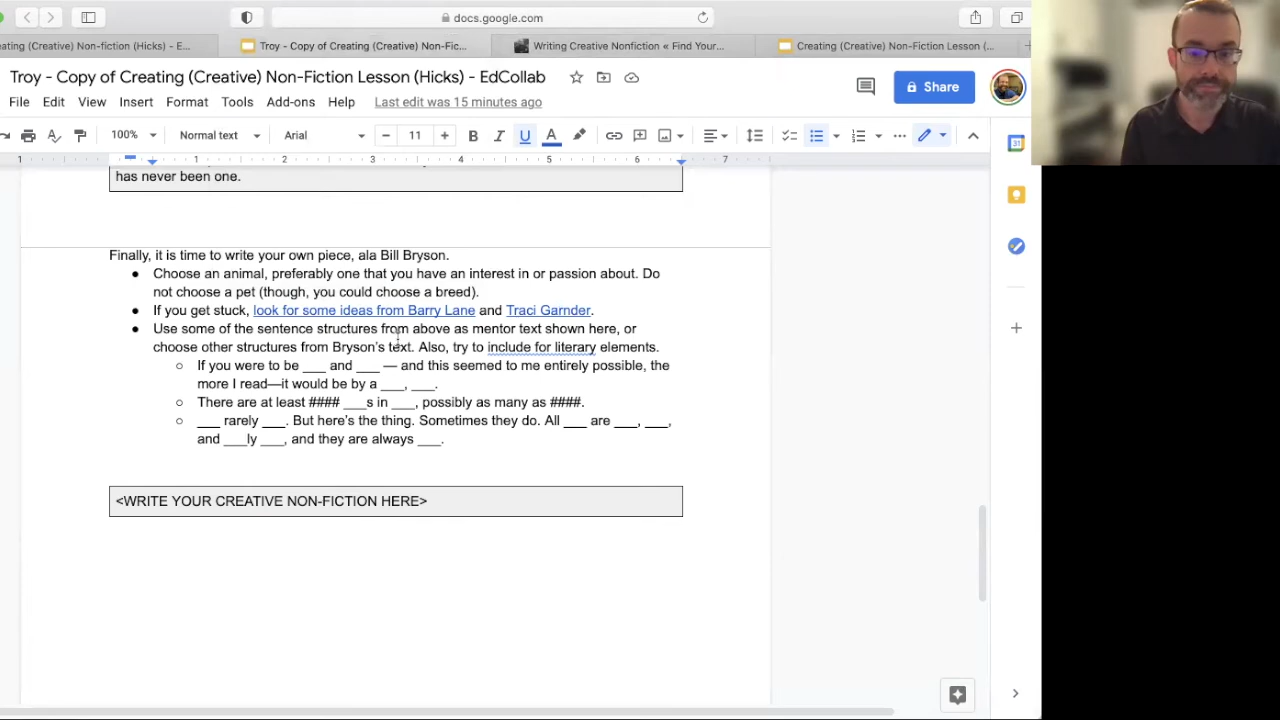 docs.google.com
eating (Creative) Non-fiction (Hicks) - E...
Troy - Copy of Creating (Creative) Non-Fic...
Writing Creative Nonfiction « Find Your...
Creating (Creative) Non-Fiction Lesson (...
Troy - Copy of Creating (Creative) Non-Fiction Lesson (Hicks) - EdCollab
Share
File Edit View Insert Format Tools Add-ons Help Last edit was 15 minutes ago
100% Normal text Arial 11 B I U A
1 1 2 3 4 5 6 7
31
has never been one.
Finally, it is time to write your own piece, ala Bill Bryson.
● Choose an animal, preferably one that you have an interest in or passion about. Do
not choose a pet (though, you could choose a breed).
● If you get stuck, look for some ideas from Barry Lane and Traci Garnder.
● Use some of the sentence structures from above as mentor text shown here, or
choose other structures from Bryson's text. Also, try to include for literary elements.
○ If you were to be ___ and ___ — and this seemed to me entirely possible, the
more I read—it would be by a ___, ___.
○ There are at least #### ___s in ___, possibly as many as ####.
○ ___ rarely ___. But here's the thing. Sometimes they do. All ___ are ___, ___,
and ___ly ___, and they are always ___.
<WRITE YOUR CREATIVE NON-FICTION HERE>